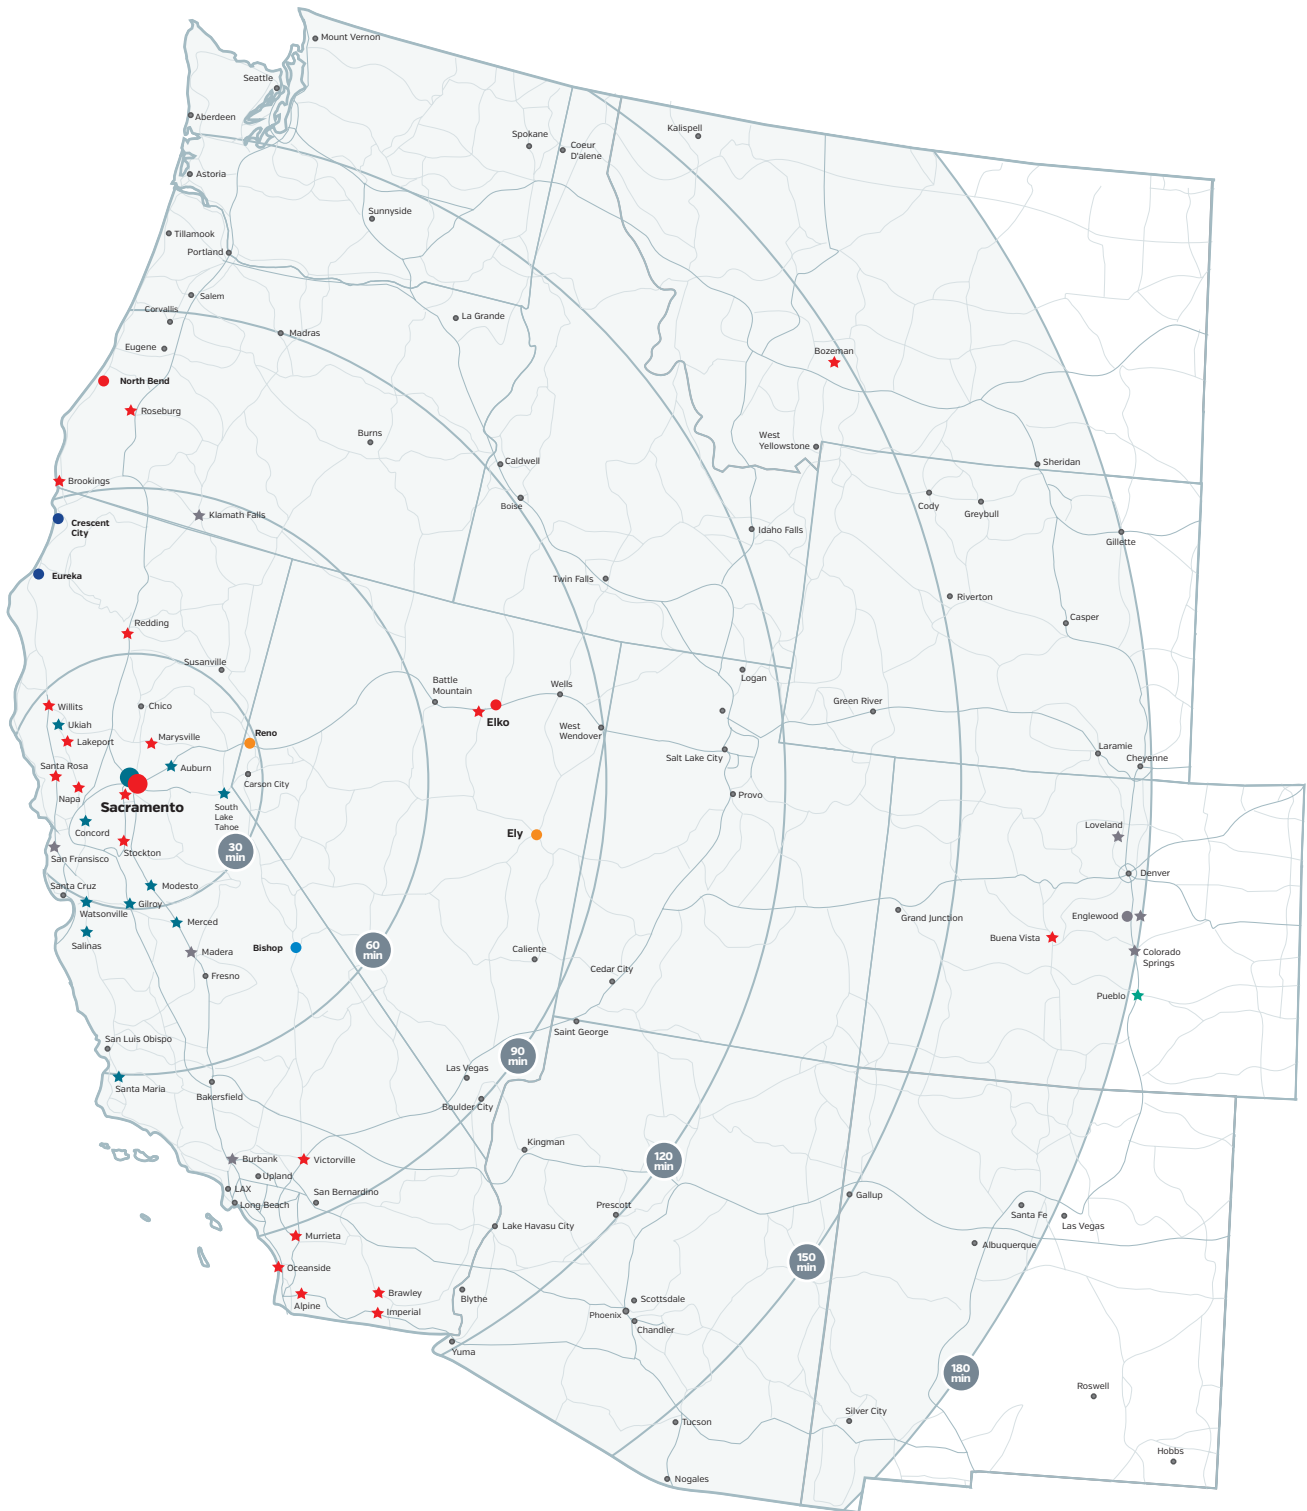 Mount Vernon
Seattle
Aberdeen
Spokane
Coeur
D'alene
Kalispell
Astoria
Sunnyside
Tillamook
Portland
Salem
Corvallis
La Grande
Madras
Eugene
Bozeman
North Bend
Roseburg
Burns
West
Yellowstone
Caldwell
Sheridan
Brookings
Boise
Cody
Greybull
Klamath Falls
Crescent
City
Idaho Falls
Gillette
Eureka
Twin Falls
Riverton
Redding
Casper
Susanville
Logan
Battle
Mountain
Wells
Green River
Willits
Chico
Elko
Ukiah
West
Wendover
Reno
Lakeport
Marysville
Laramie
Cheyenne
Salt Lake City
Santa Rosa
Auburn
Carson City
Napa
Provo
Sacramento
South
Lake
Tahoe
Concord
Ely
Loveland
30
min
Stockton
San Fransisco
Denver
Santa Cruz
Modesto
Gilroy
Watsonville
Merced
Grand Junction
Englewood
Salinas
Bishop
60
min
Buena Vista
Madera
Caliente
Colorado
Springs
Fresno
Cedar City
Pueblo
Saint George
San Luis Obispo
90
min
Las Vegas
Santa Maria
Bakersfield
Boulder City
Kingman
Burbank
Victorville
120
min
Upland
LAX
San Bernardino
Long Beach
Gallup
Prescott
Santa Fe
Las Vegas
Lake Havasu City
Murrieta
Albuquerque
150
min
Oceanside
Brawley
Blythe
Scottsdale
Alpine
Imperial
Phoenix
Chandler
Yuma
180
min
Roswell
Silver City
Tucson
Hobbs
Nogales